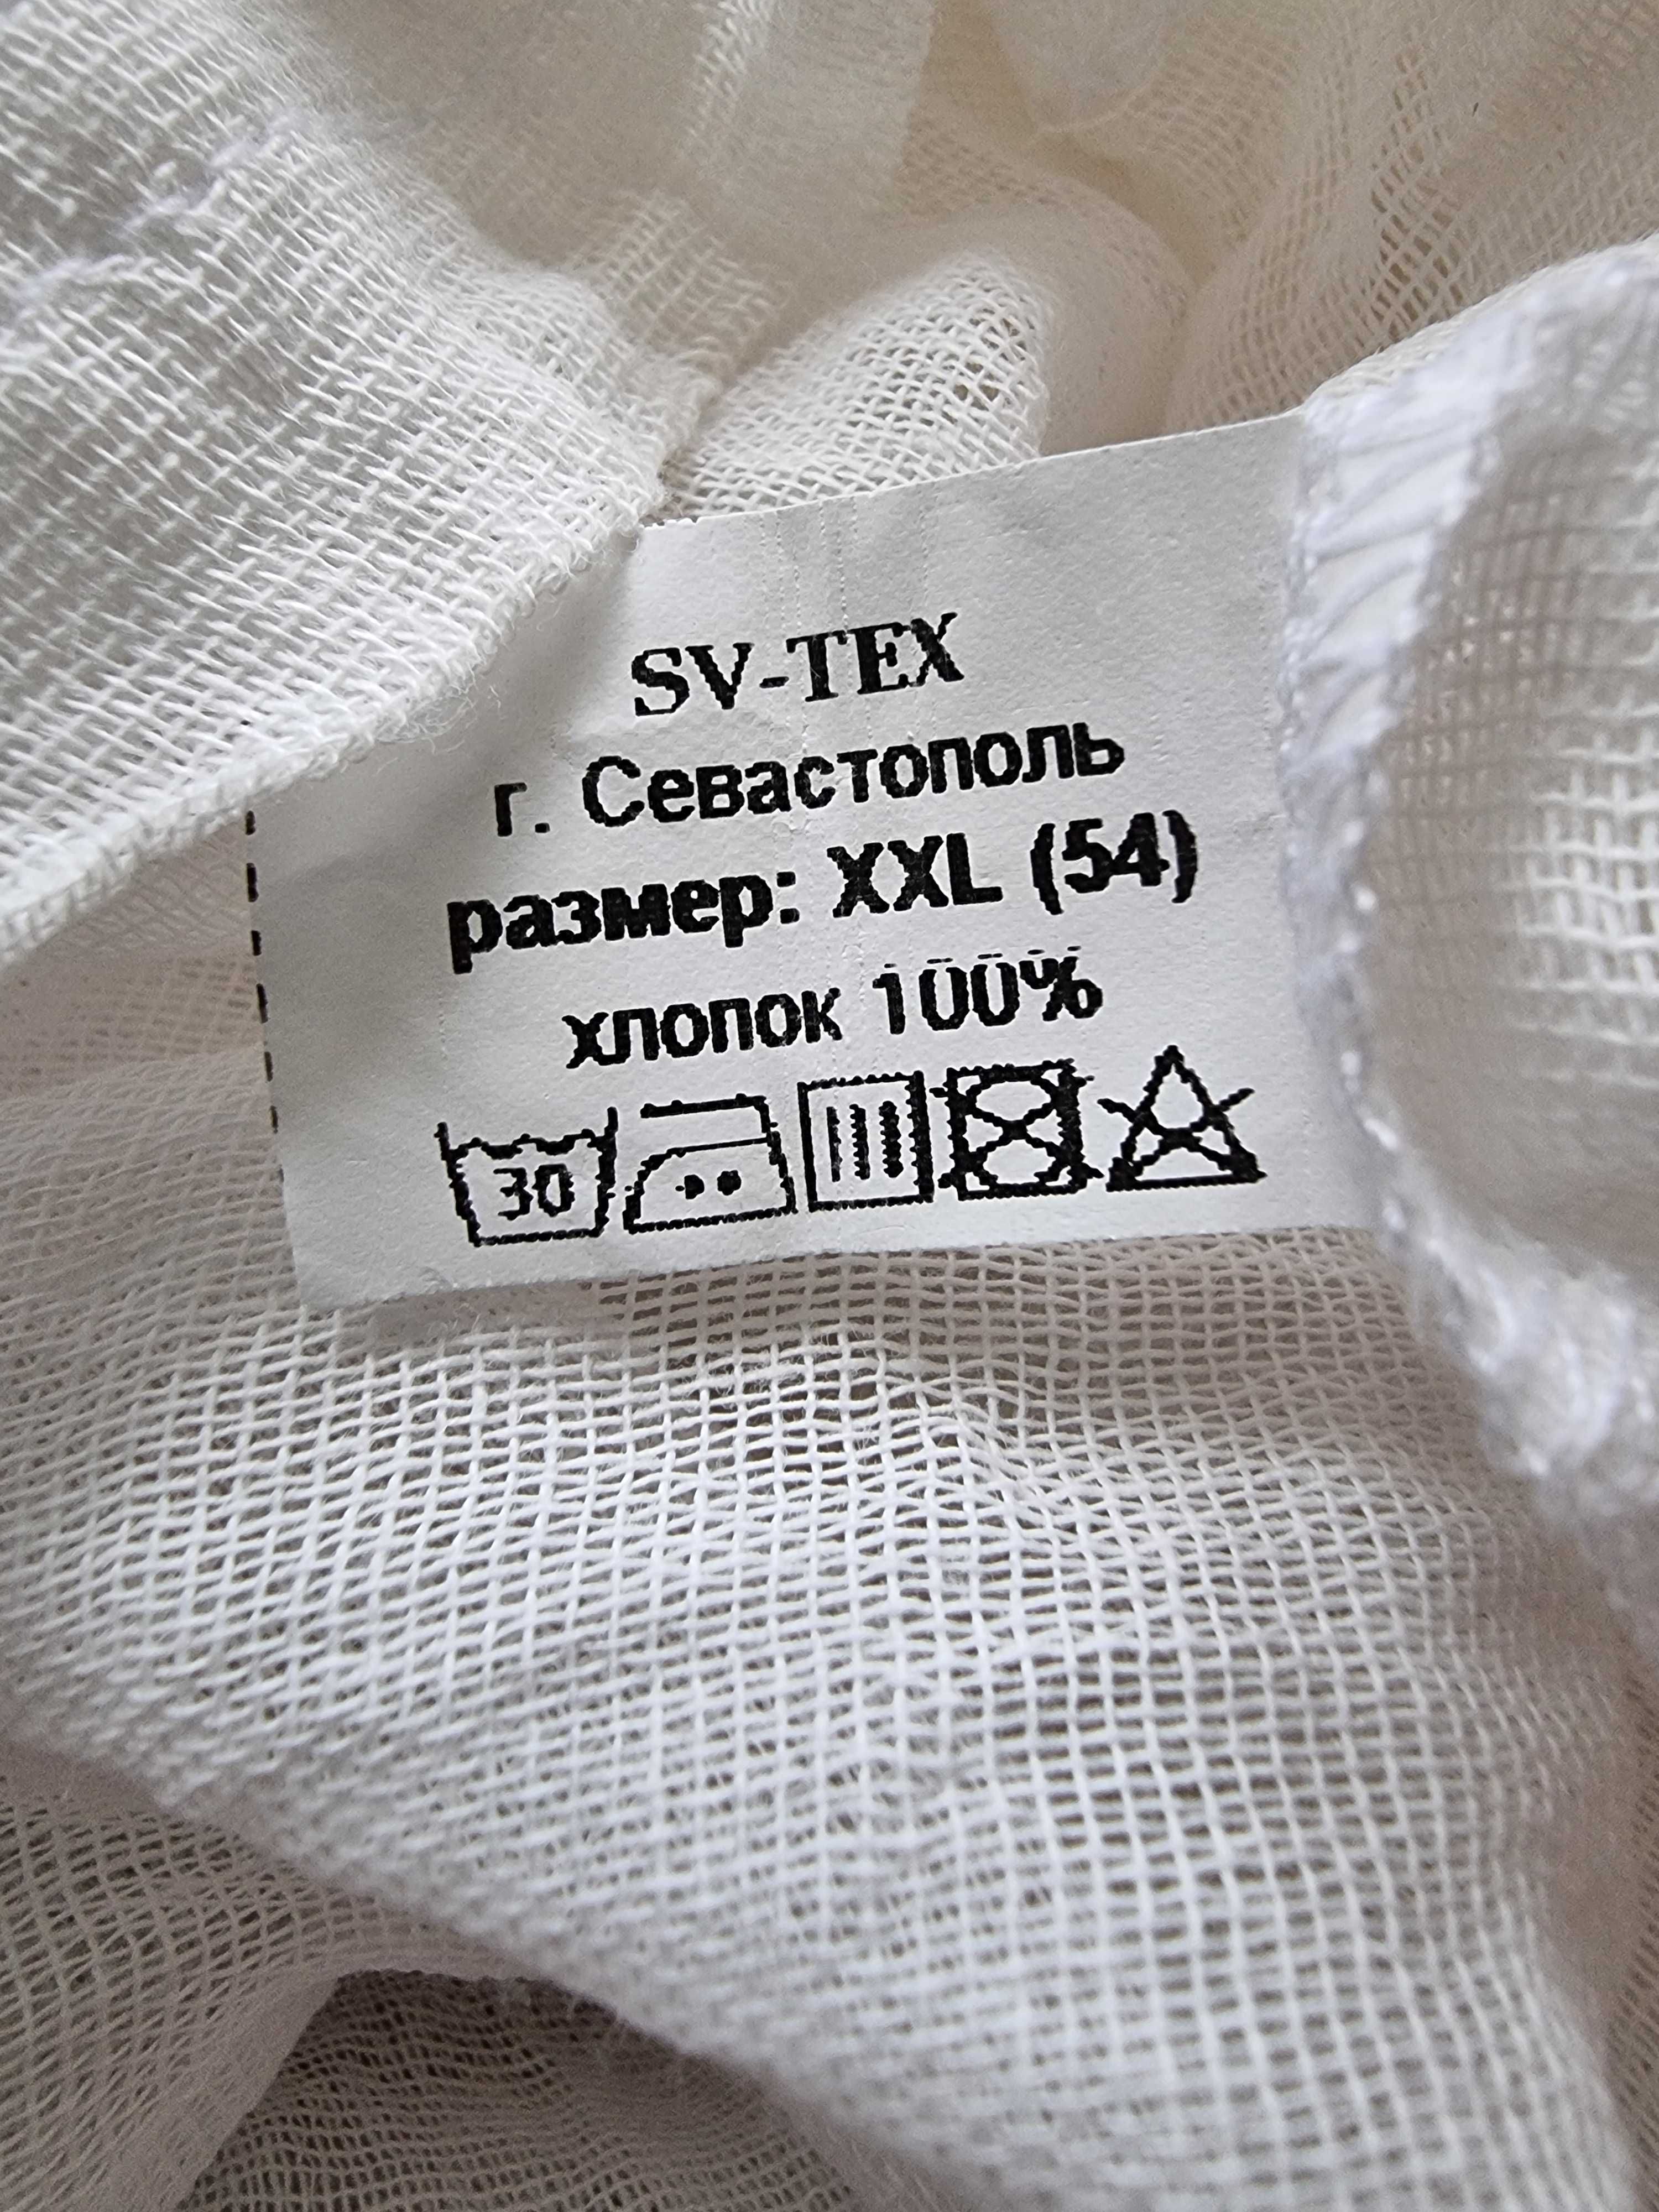 SV-TEX
г. Севастополь
размер: XXL (54)
хлопок 100%
30